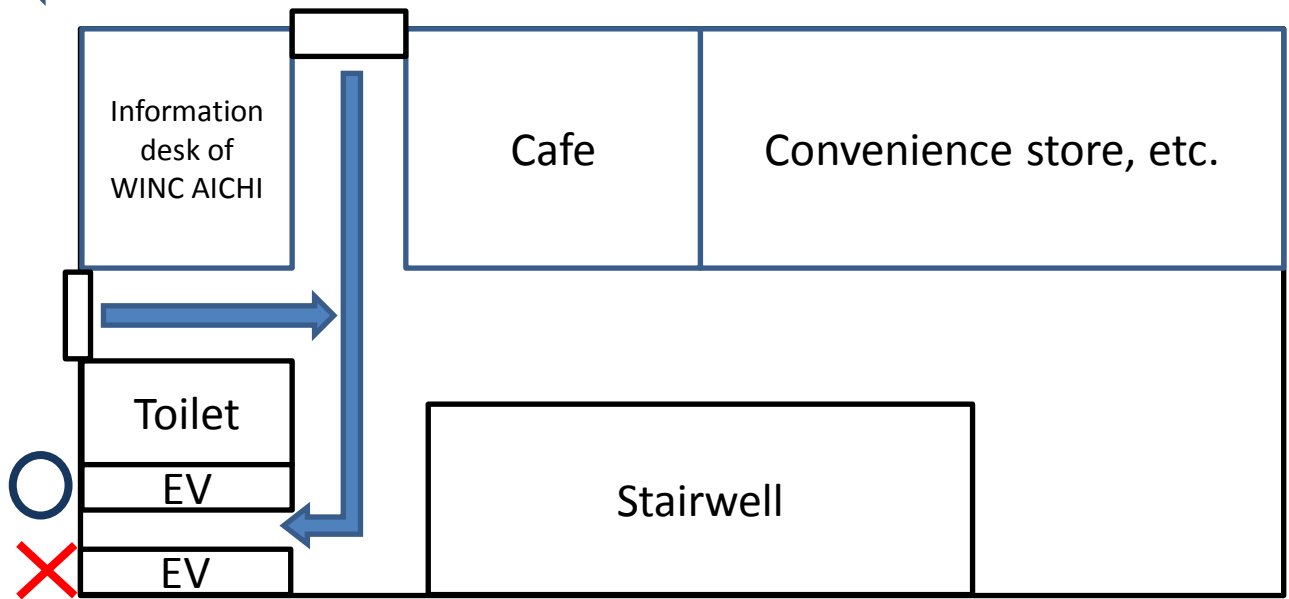 Information
desk of
WINC AICHI
Cafe
Convenience store, etc.
Toilet
EV
Stairwell
EV